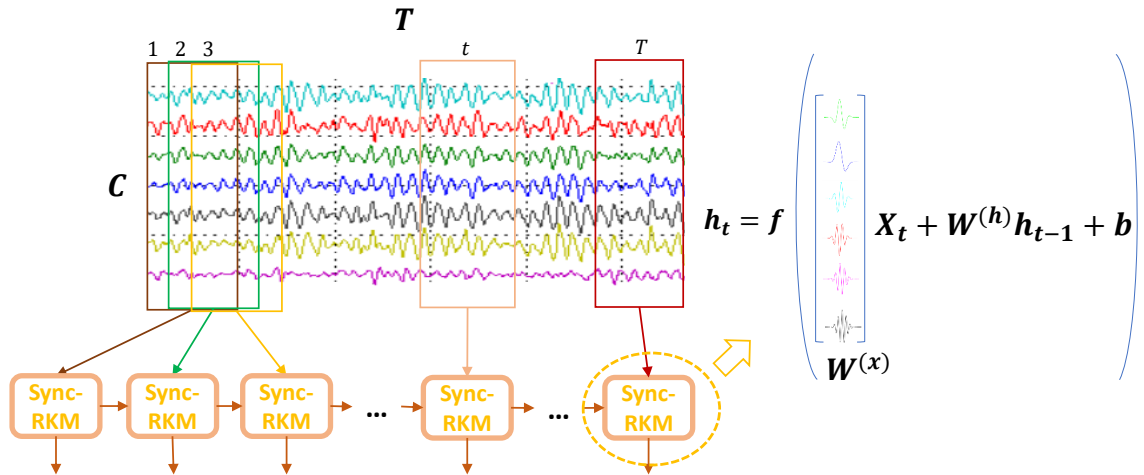 T
1 2 3 t T
C
h_t = f ( X_t + W^(h) h_{t-1} + b )
W^(x)
Sync-RKM Sync-RKM Sync-RKM ... Sync-RKM ... Sync-RKM